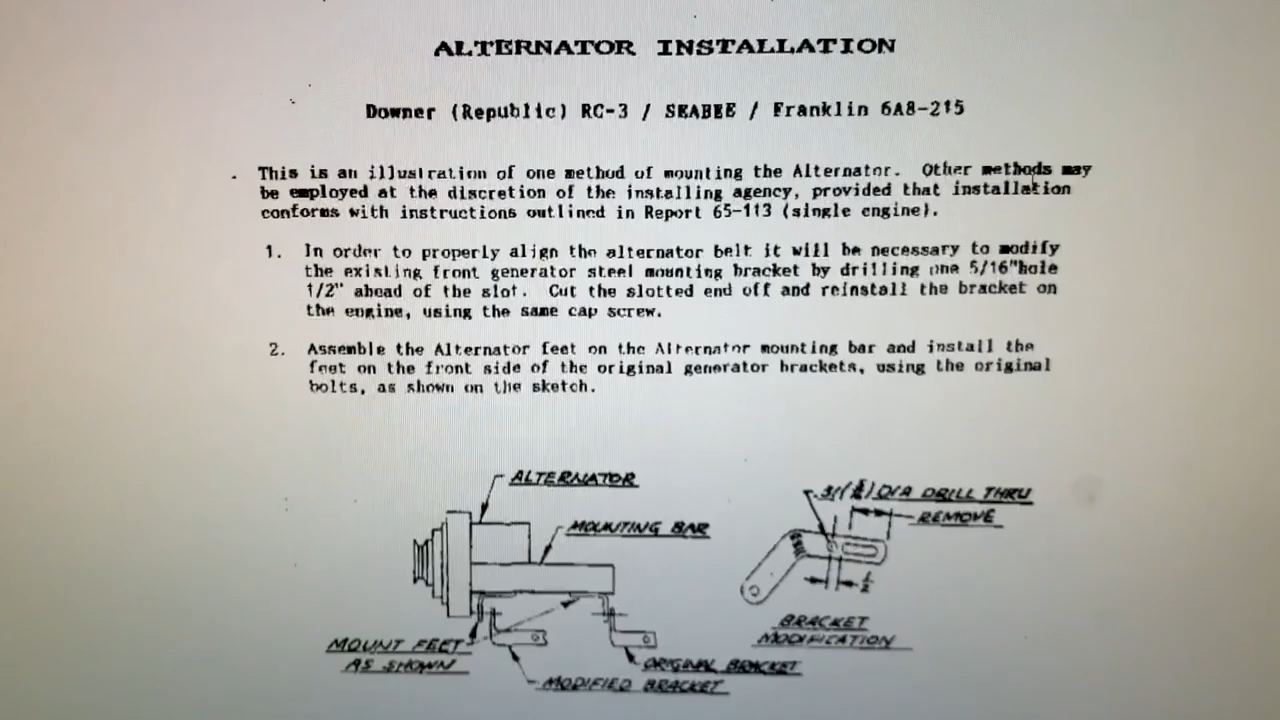 ALTERNATOR INSTALLATION
Downer (Republic) RC-3 / SEABEE / Franklin 6A8-215
This is an illustration of one method of mounting the Alternator. Other methods may
be employed at the discretion of the installing agency, provided that installation
conforms with instructions outlined in Report 65-113 (single engine).
1. In order to properly align the alternator belt it will be necessary to modify
the existing front generator steel mounting bracket by drilling one 5/16"hole
1/2" ahead of the slot. Cut the slotted end off and reinstall the bracket on
the engine, using the same cap screw.
2. Assemble the Alternator feet on the Alternator mounting bar and install the
feet on the front side of the original generator brackets, using the original
bolts, as shown on the sketch.
ALTERNATOR
MOUNTING BAR
MOUNT FEET
AS SHOWN
MODIFIED BRACKET
ORIGINAL BRACKET
DIA DRILL THRU
REMOVE
1/2
BRACKET
MODIFICATION